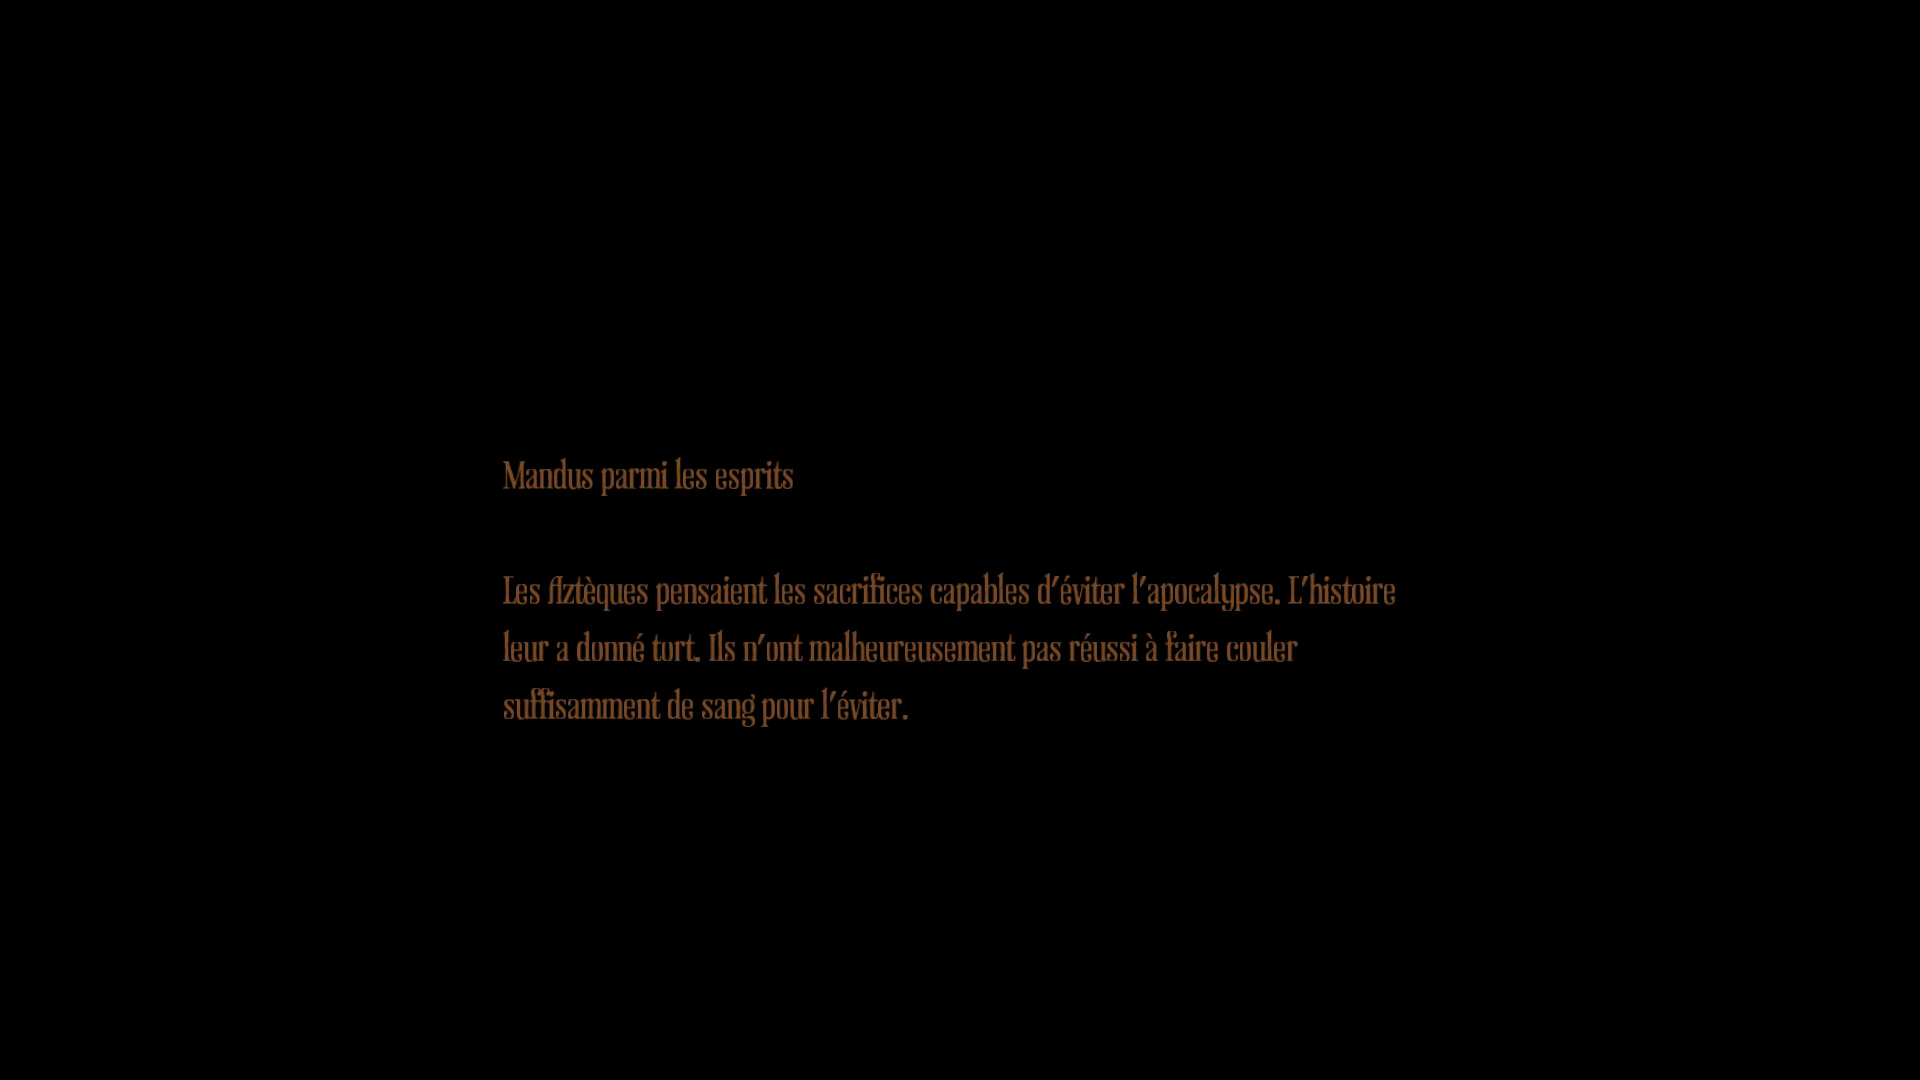 Mandus parmi les esprits
Les Aztèques pensaient les sacrifices capables d'éviter l'apocalypse. L'histoire
leur a donné tort. Ils n'ont malheureusement pas réussi à faire couler
suffisamment de sang pour l'éviter.